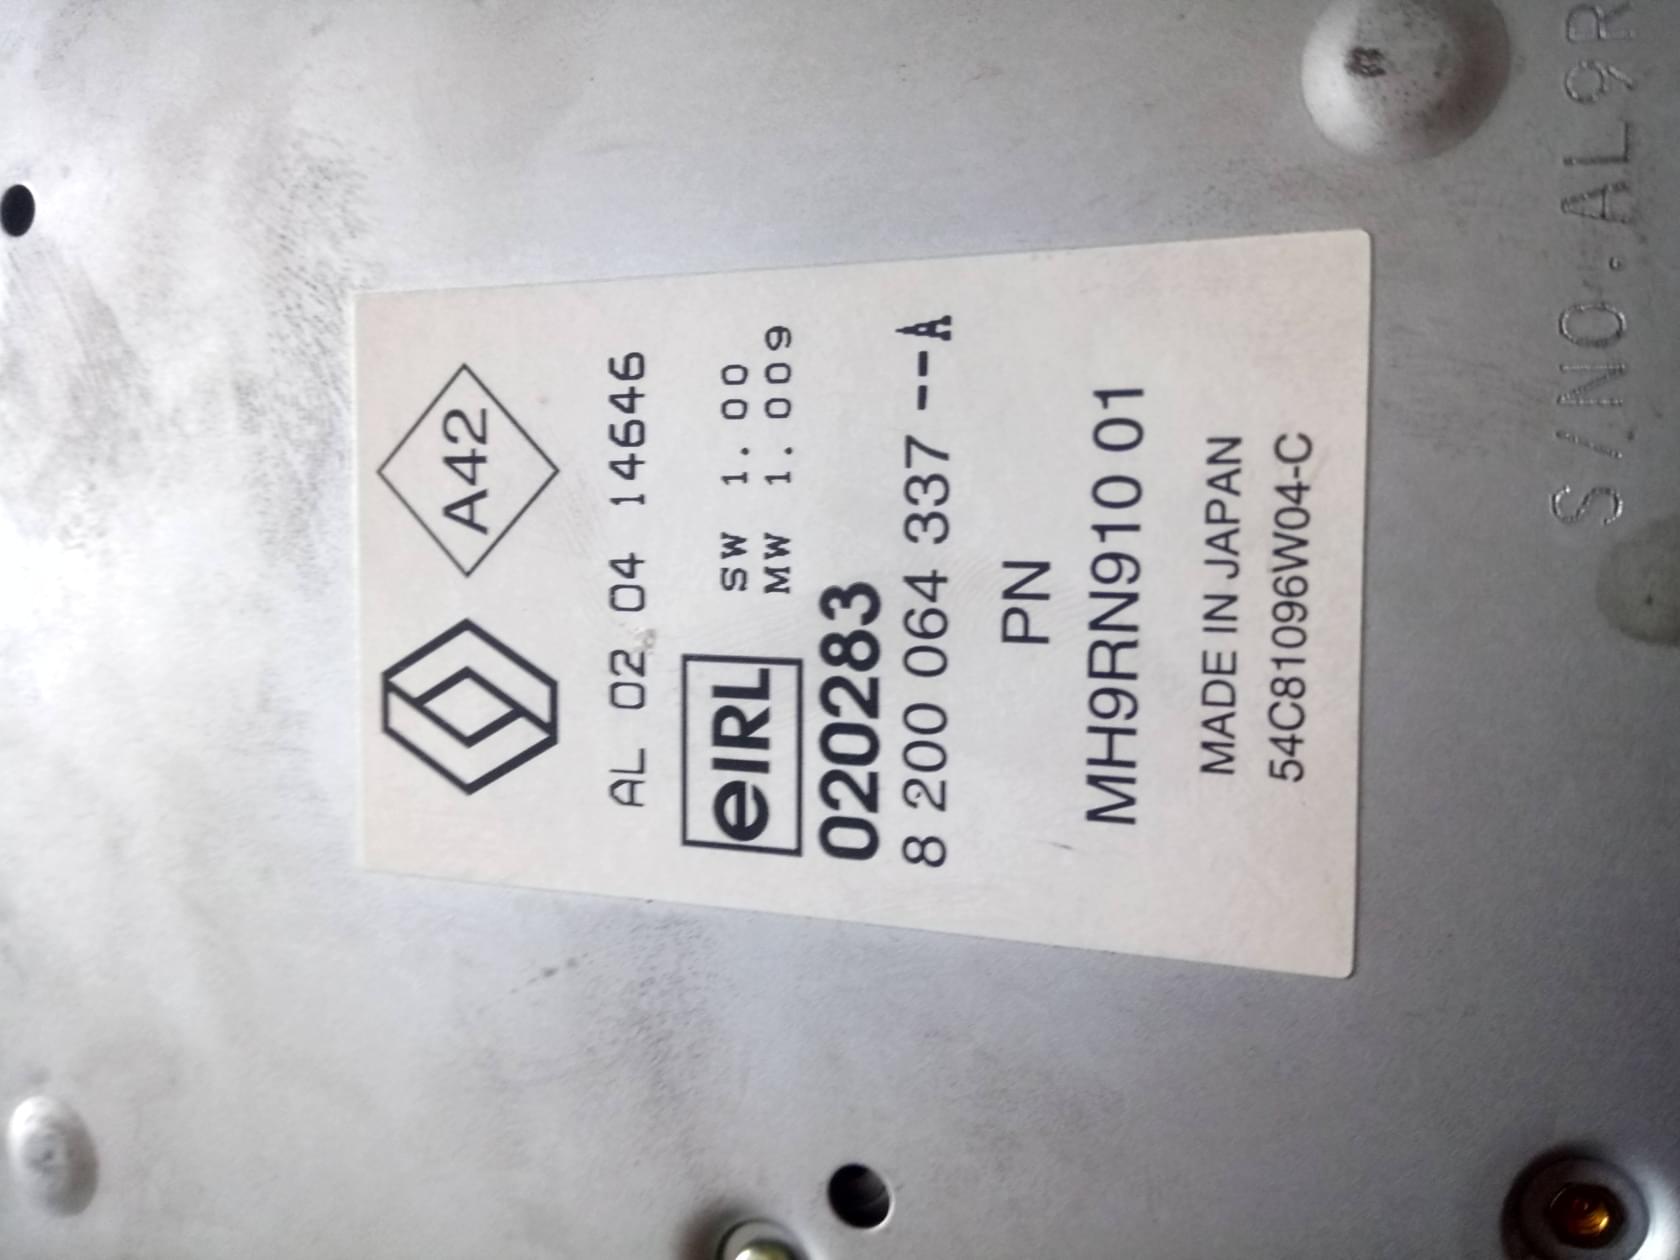 A42
AL 02 04 14646
eIRL
SW 1.00
MW 1.009
020283
8 200 064 337 --A
PN
MH9RN910 01
MADE IN JAPAN
54C81096W04-C
S/NO.AL9R